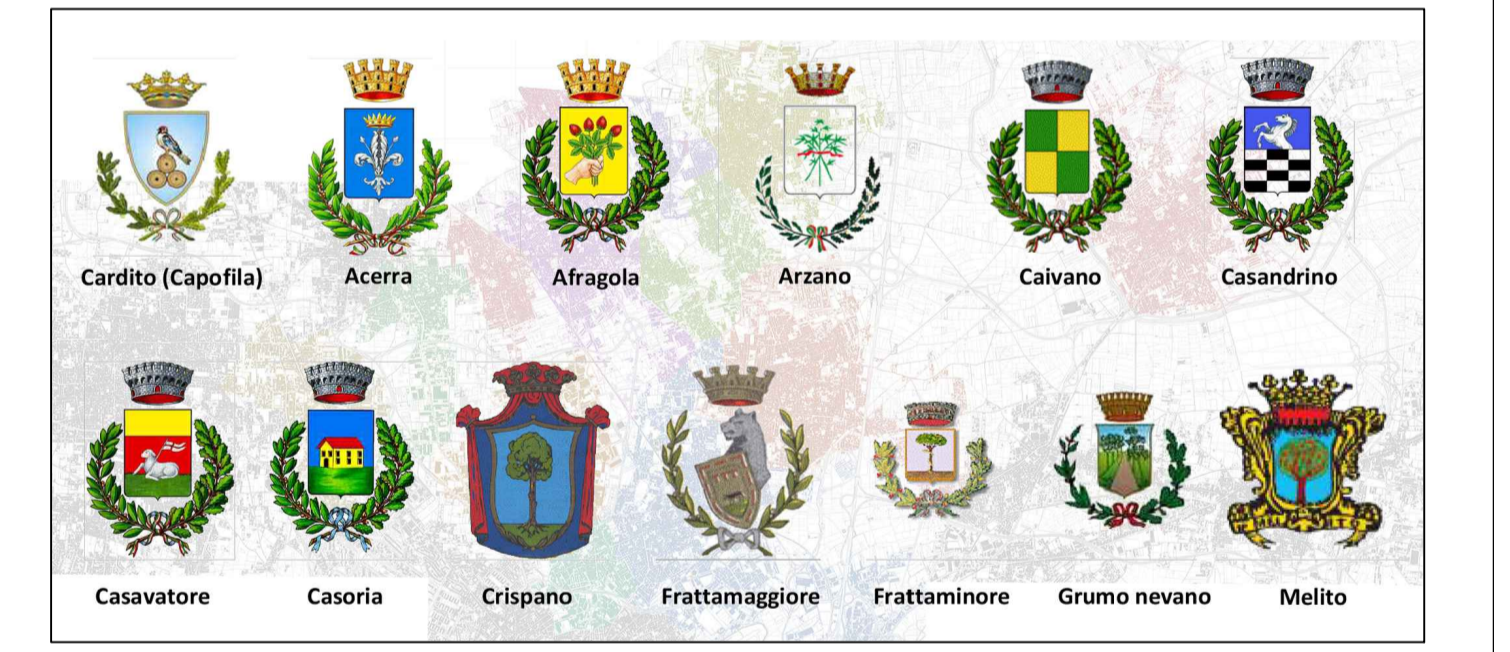 Cardito (Capofila) Acerra Afragola Arzano Caivano Casandrino
Casavatore Casoria Crispano Frattamaggiore Frattaminore Grumo nevano Melito